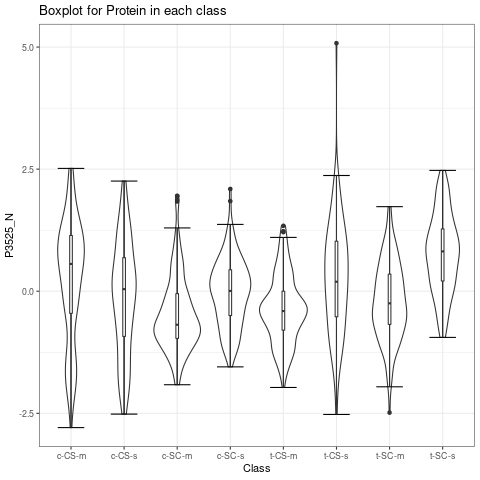 Boxplot for Protein in each class
5.0
2.5
0.0
-2.5
P3525_N
c-CS-m c-CS-s c-SC-m c-SC-s t-CS-m t-CS-s t-SC-m t-SC-s
Class